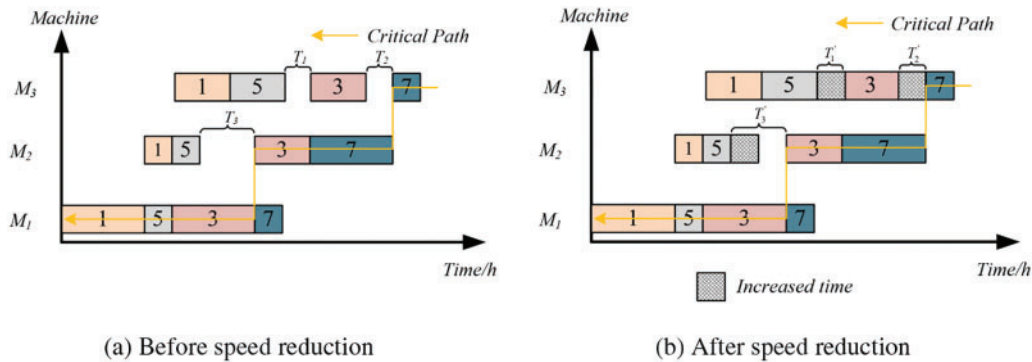 Machine
Critical Path
T₁
T₂
M₃ 1 5 3 7
T₃
M₂ 1 5 3 7
M₁ 1 5 3 7
Time/h
(a) Before speed reduction
Machine
Critical Path
T₁'
T₂'
M₃ 1 5 3 7
T₃'
M₂ 1 5 3 7
M₁ 1 5 3 7
Time/h
Increased time
(b) After speed reduction